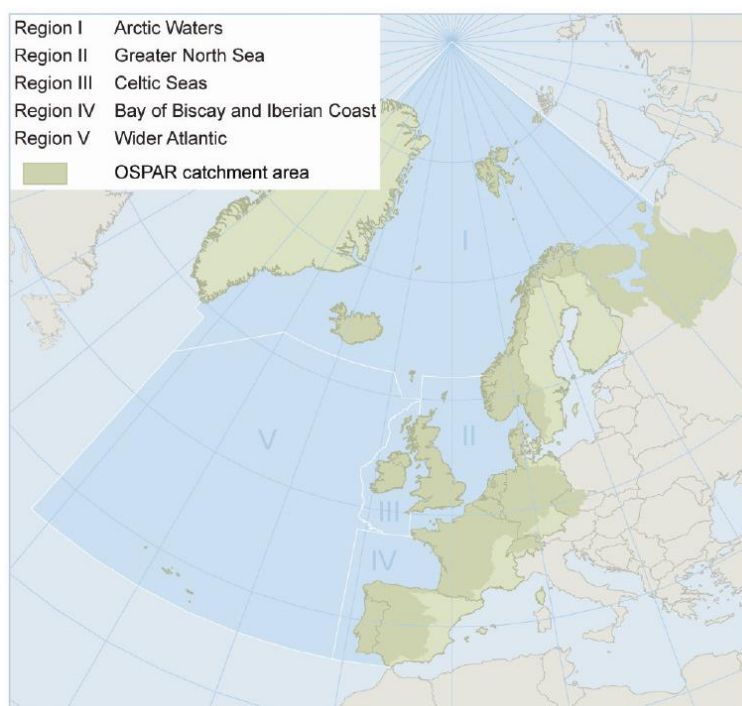 Region I Arctic Waters
Region II Greater North Sea
Region III Celtic Seas
Region IV Bay of Biscay and Iberian Coast
Region V Wider Atlantic
OSPAR catchment area
I
II
V
III
IV